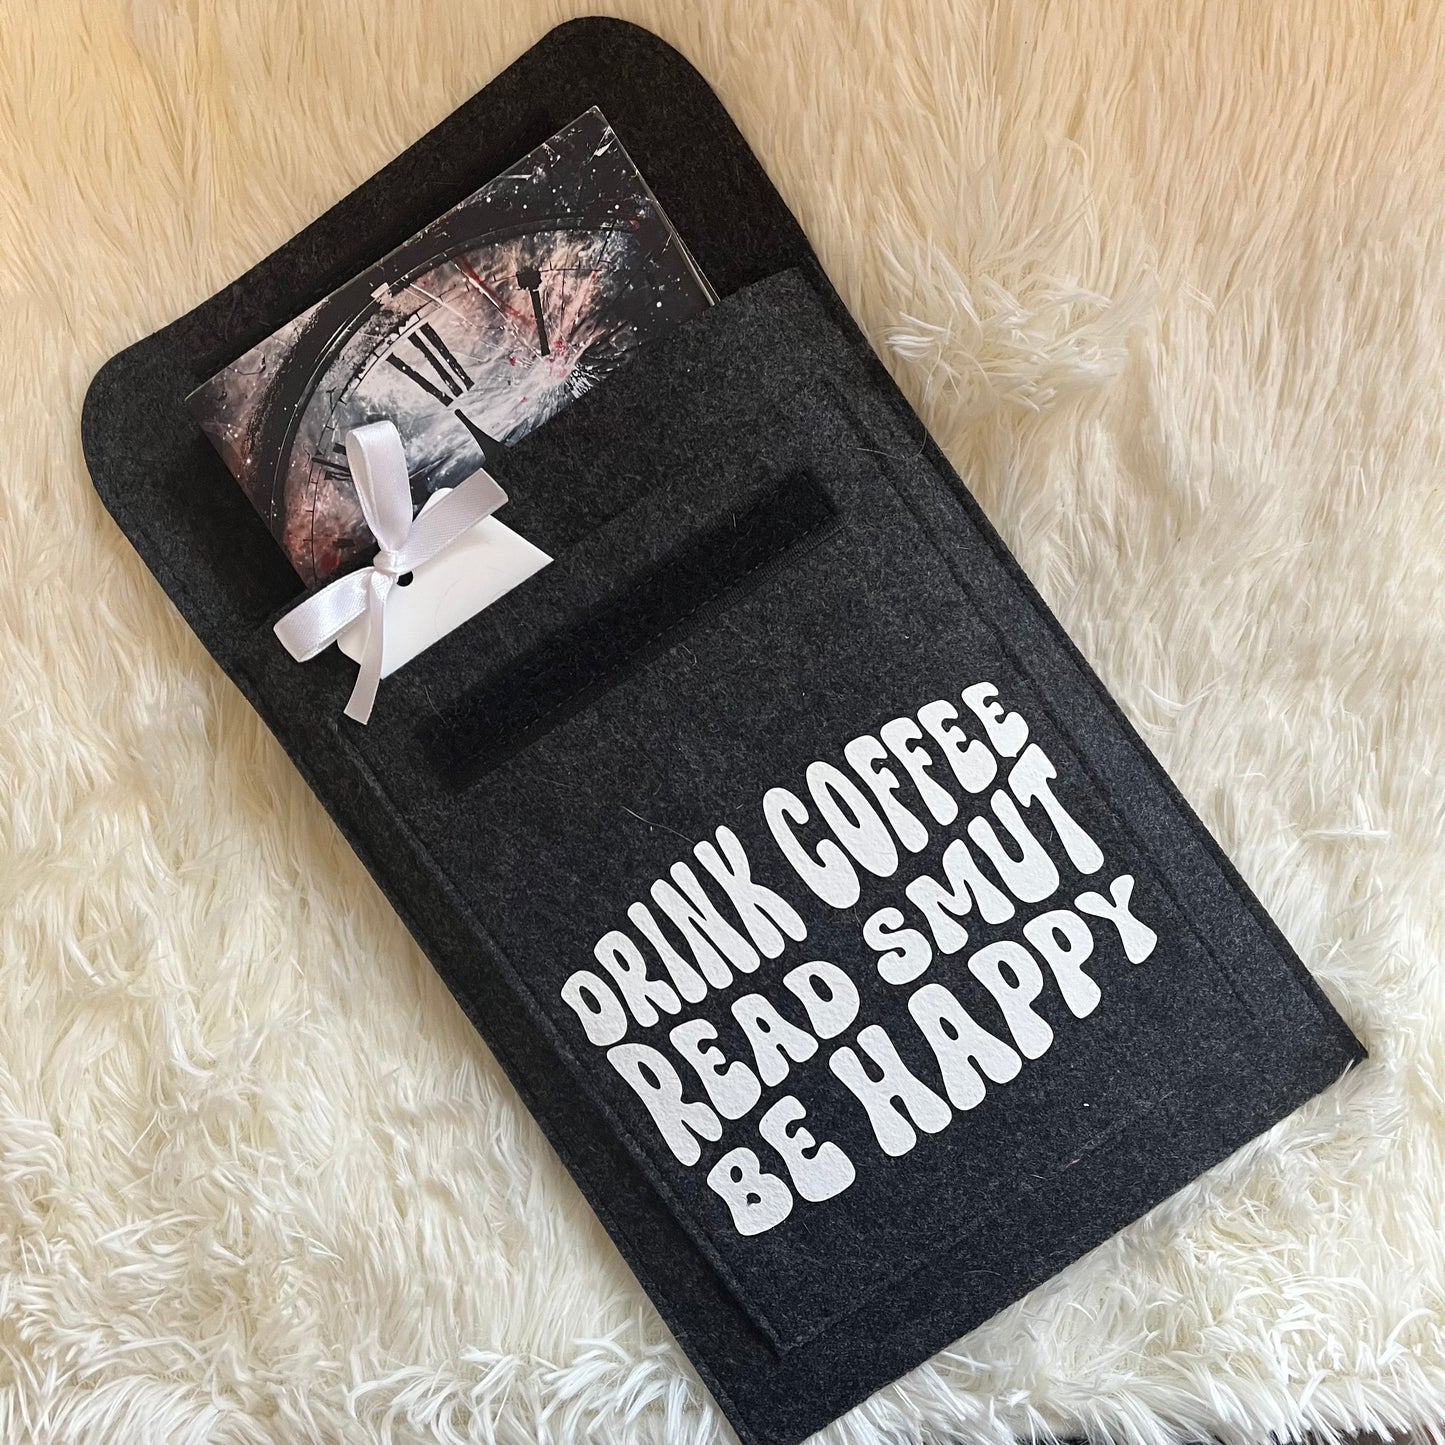 DRINK COFFEE
READ SMUT
BE HAPPY